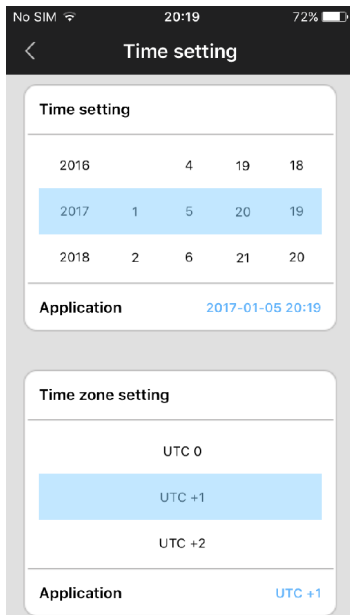 No SIM 20:19 72%
Time setting
Time setting
2016 4 19 18
2017 1 5 20 19
2018 2 6 21 20
Application 2017-01-05 20:19
Time zone setting
UTC 0
UTC +1
UTC +2
Application UTC +1